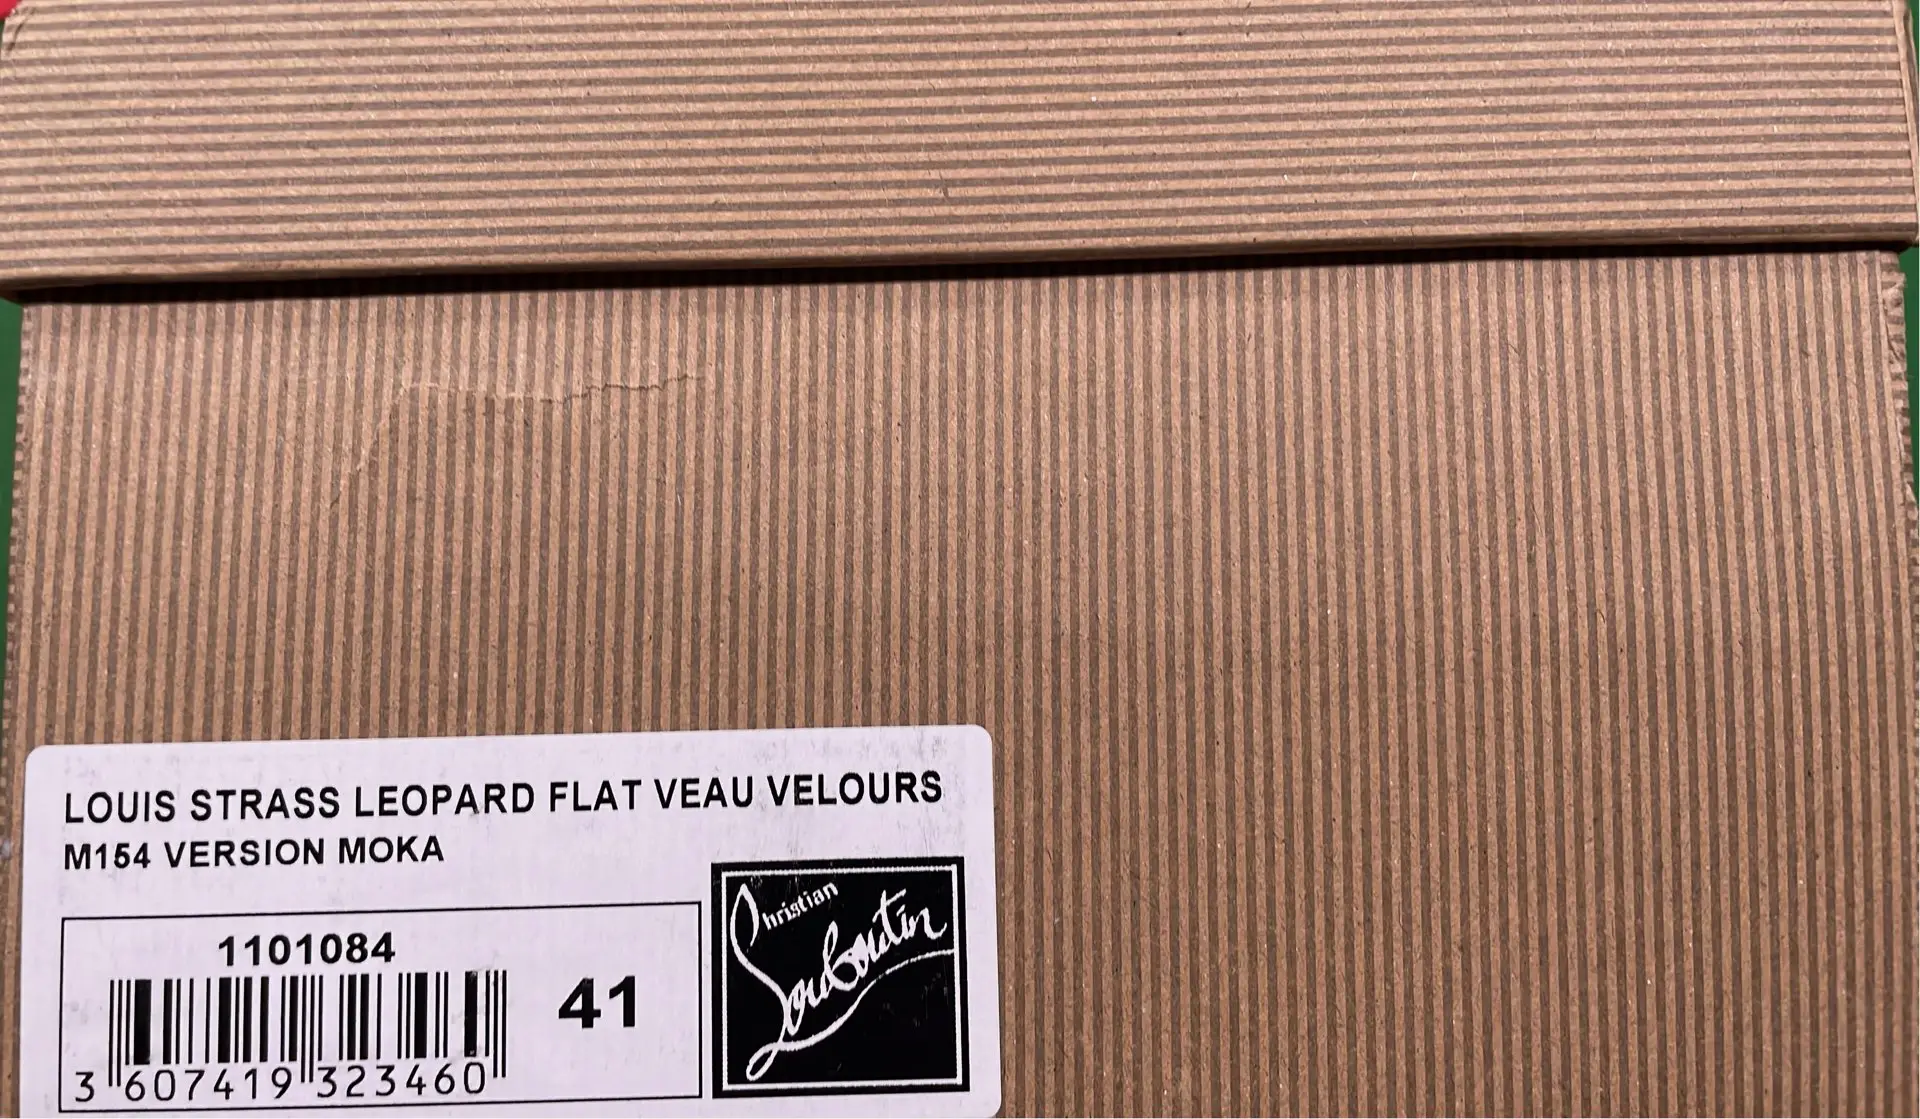 LOUIS STRASS LEOPARD FLAT VEAU VELOURS
M154 VERSION MOKA
1101084
41
3 607419 323460
Christian
Louboutin